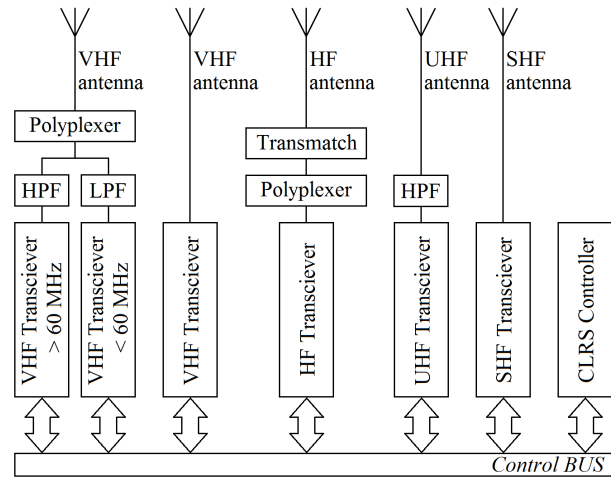 VHF
antenna
VHF
antenna
HF
antenna
UHF
antenna
SHF
antenna
Polyplexer
Transmatch
HPF
LPF
Polyplexer
HPF
VHF Transciever
> 60 MHz
VHF Transciever
< 60 MHz
VHF Transciever
HF Transciever
UHF Transciever
SHF Transciever
CLRS Controller
Control BUS